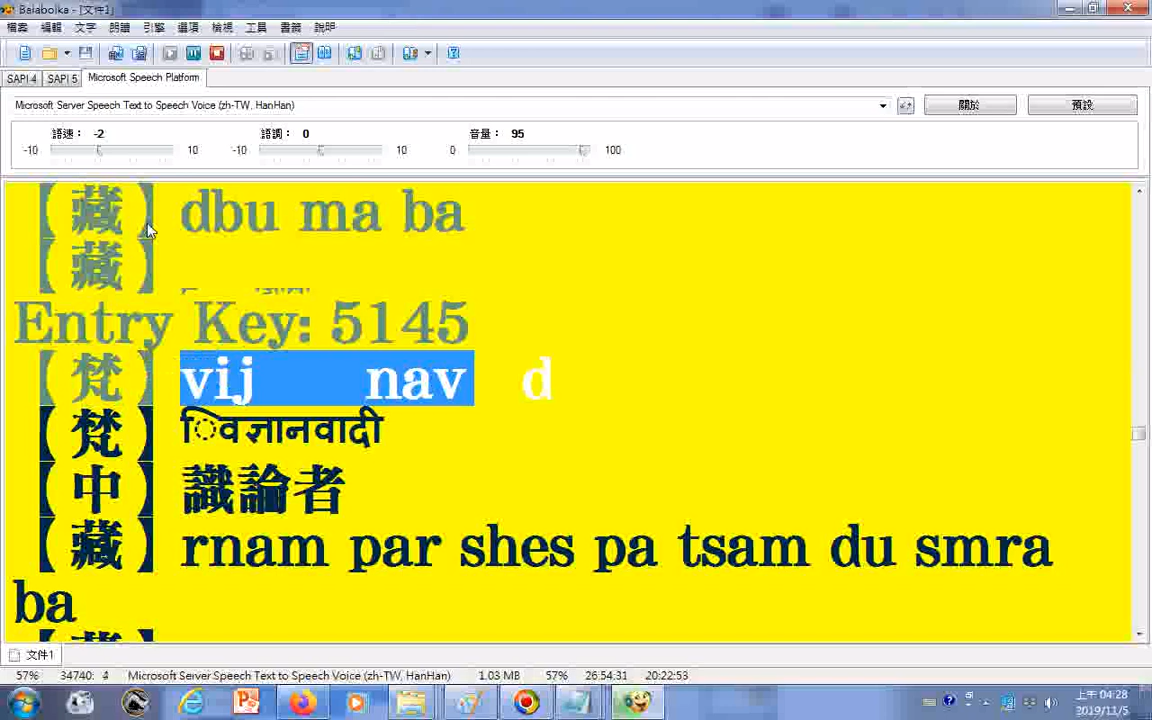 Balabolka - [文件1]
檔案 編輯 文字 朗讀 引擎 選項 檢視 工具 書籤 說明
SAPI 4 SAPI 5 Microsoft Speech Platform
Microsoft Server Speech Text to Speech Voice (zh-TW, HanHan) 關於 預設
語速： -2 語調： 0 音量： 95
-10 10 -10 10 0 100
【 藏 】 dbu ma ba
【 藏 】
Entry Key: 5145
【 梵 】 vij nav d
【 梵 】 िवज्ञानवादी
【 中 】 識論者
【 藏 】 rnam par shes pa tsam du smra
ba
文件1
57% 34740: 4 Microsoft Server Speech Text to Speech Voice (zh-TW, HanHan) 1.03 MB 57% 26:54:31 20:22:53
上午 04:28
2019/11/5